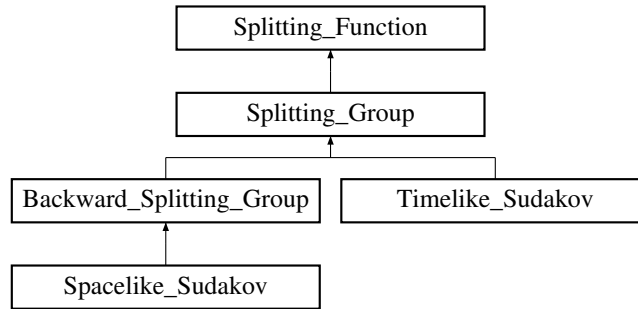 Splitting_Function
Splitting_Group
Backward_Splitting_Group
Timelike_Sudakov
Spacelike_Sudakov